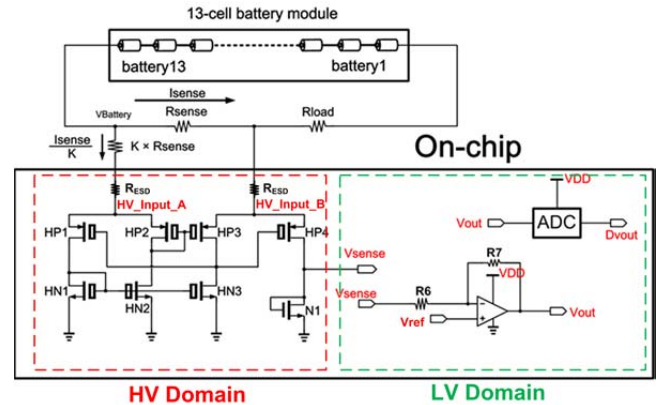 13-cell battery module
battery13
battery1
Isense
VBattery
Rsense
Rload
Isense
K
K × Rsense
On-chip
RESD
RESD
HV_Input_A
HV_Input_B
VDD
HP1
HP2
HP3
HP4
Vout
ADC
Dvout
Vsense
R7
HN1
HN2
HN3
N1
Vsense
R6
VDD
Vref
Vout
HV Domain
LV Domain